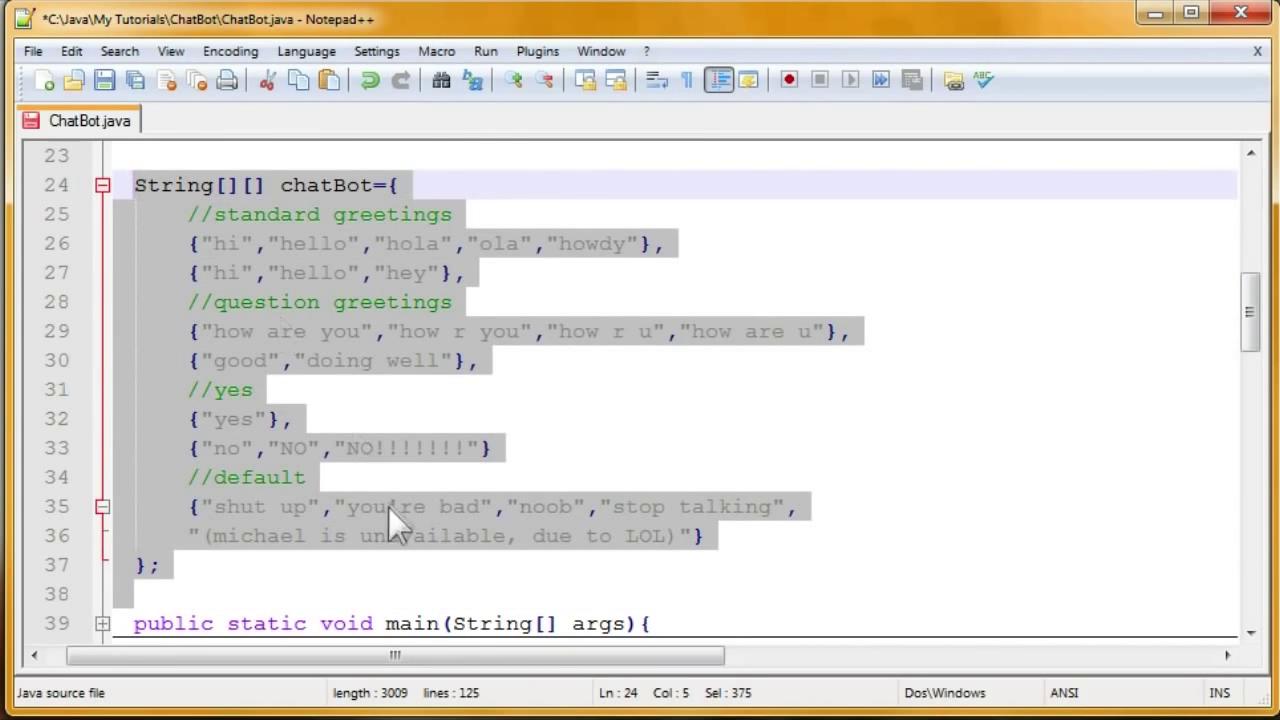 *C:\Java\My Tutorials\ChatBot\ChatBot.java - Notepad++
File Edit Search View Encoding Language Settings Macro Run Plugins Window ? X
ChatBot.java
23
24 String[][] chatBot={
25 //standard greetings
26 {"hi","hello","hola","ola","howdy"},
27 {"hi","hello","hey"},
28 //question greetings
29 {"how are you","how r you","how r u","how are u"},
30 {"good","doing well"},
31 //yes
32 {"yes"},
33 {"no","NO","NO!!!!!!!"}
34 //default
35 {"shut up","you're bad","noob","stop talking",
36 "(michael is unavailable, due to LOL)"}
37 };
38
39 public static void main(String[] args){
Java source file length : 3009 lines : 125 Ln : 24 Col : 5 Sel : 375 Dos\Windows ANSI INS